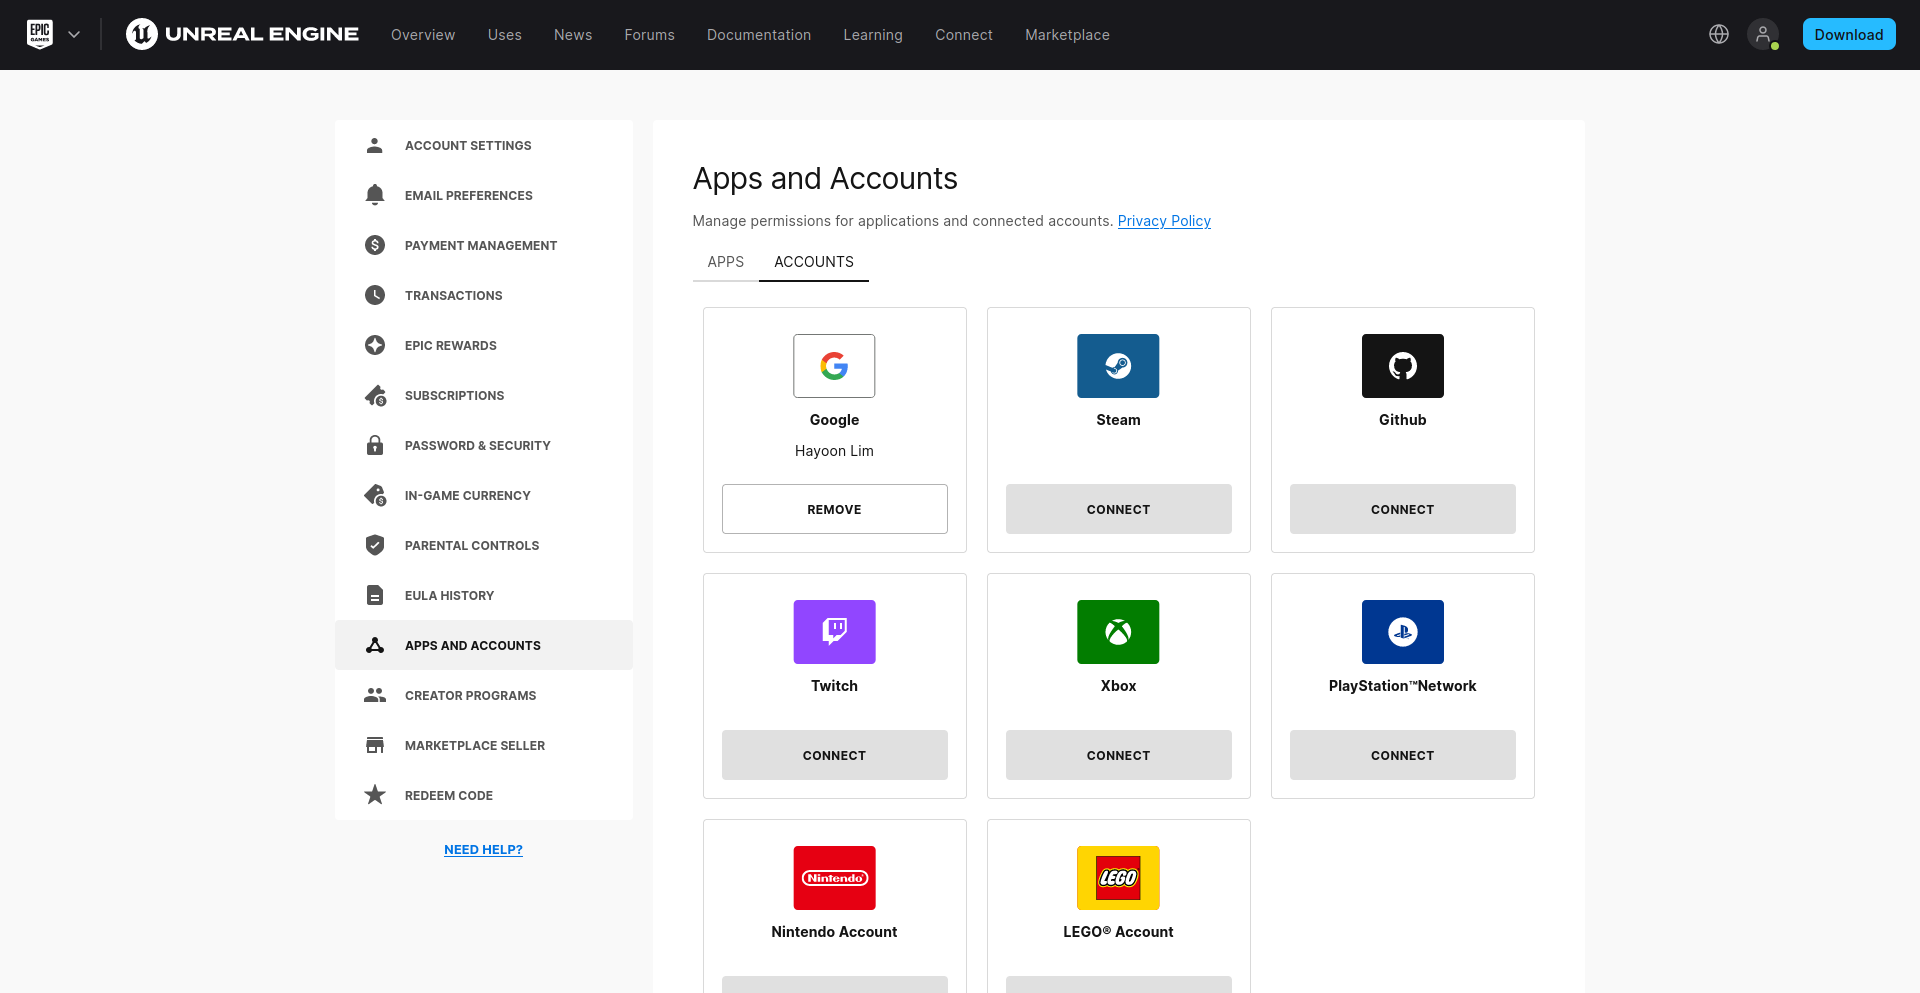 EPIC
GAMES
UNREAL ENGINE
Overview
Uses
News
Forums
Documentation
Learning
Connect
Marketplace
Download
ACCOUNT SETTINGS
EMAIL PREFERENCES
PAYMENT MANAGEMENT
TRANSACTIONS
EPIC REWARDS
SUBSCRIPTIONS
PASSWORD & SECURITY
IN-GAME CURRENCY
PARENTAL CONTROLS
EULA HISTORY
APPS AND ACCOUNTS
CREATOR PROGRAMS
MARKETPLACE SELLER
REDEEM CODE
NEED HELP?
Apps and Accounts
Manage permissions for applications and connected accounts. Privacy Policy
APPS
ACCOUNTS
Google
Hayoon Lim
REMOVE
Steam
CONNECT
Github
CONNECT
Twitch
CONNECT
Xbox
CONNECT
PlayStation™Network
CONNECT
Nintendo
Nintendo Account
LEGO
LEGO® Account